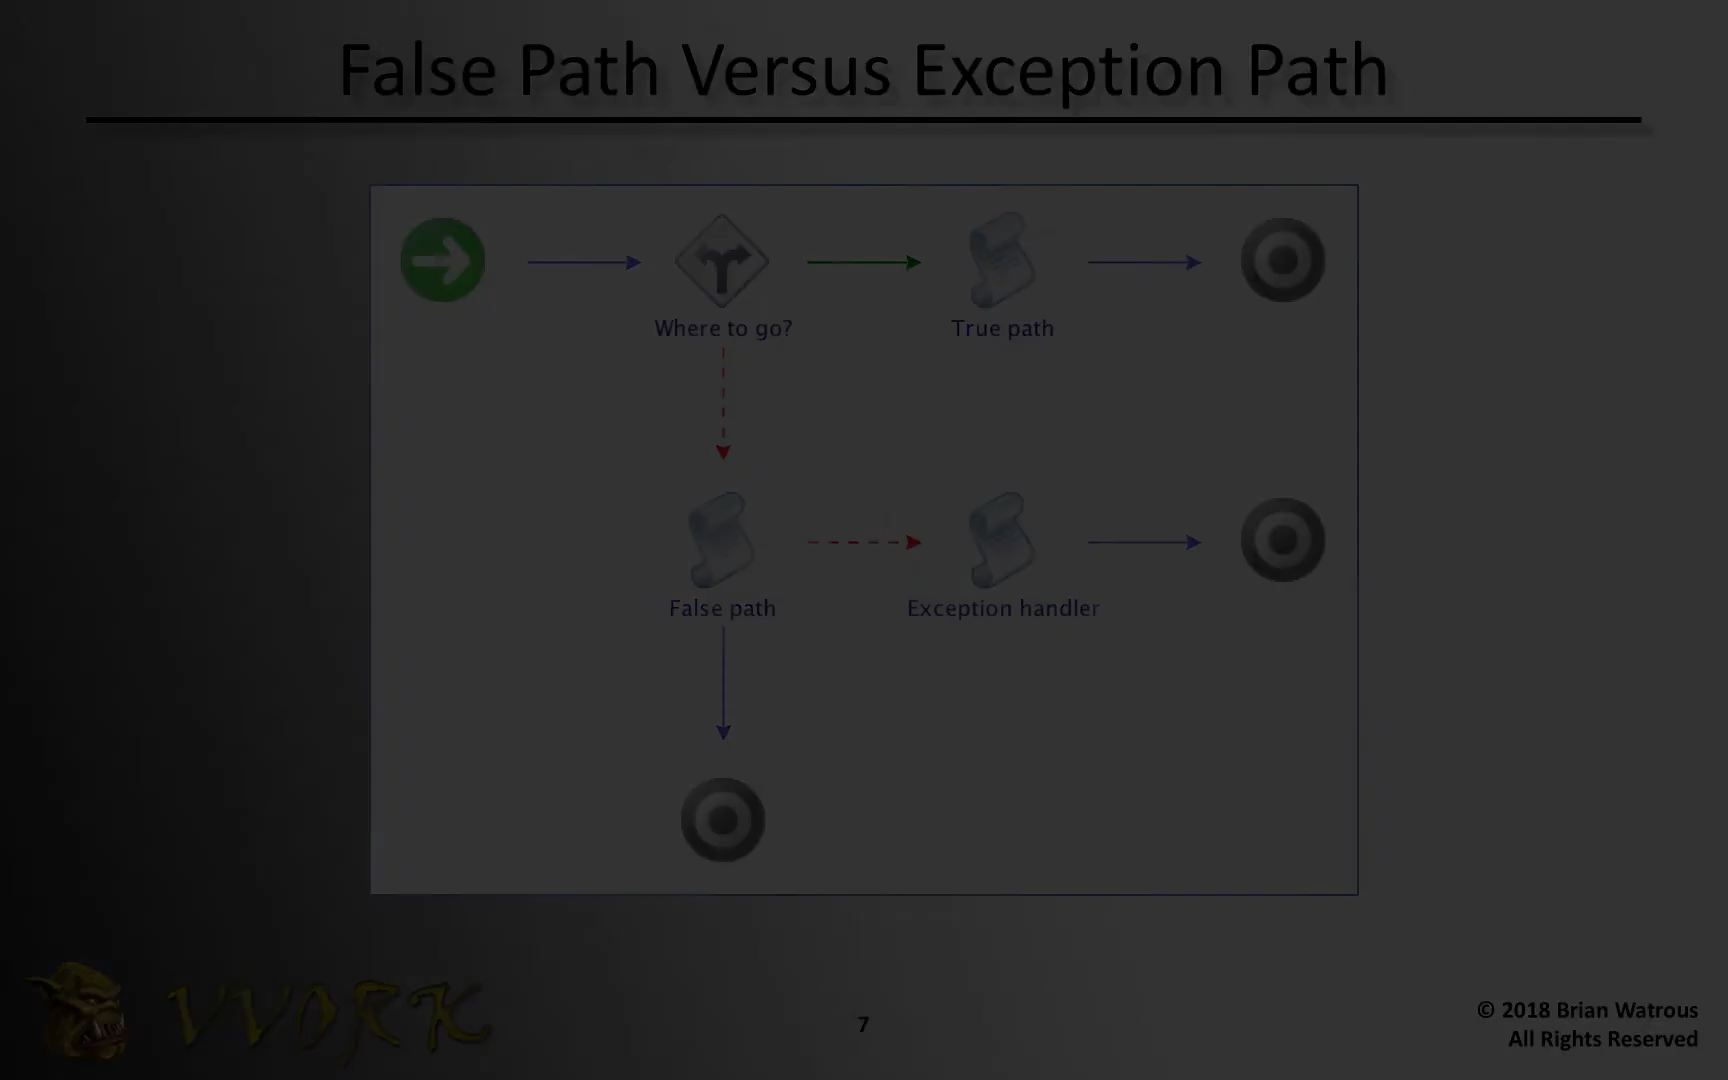 False Path Versus Exception Path
Where to go?
True path
False path
Exception handler
VVORK
7
© 2018 Brian Watrous
All Rights Reserved